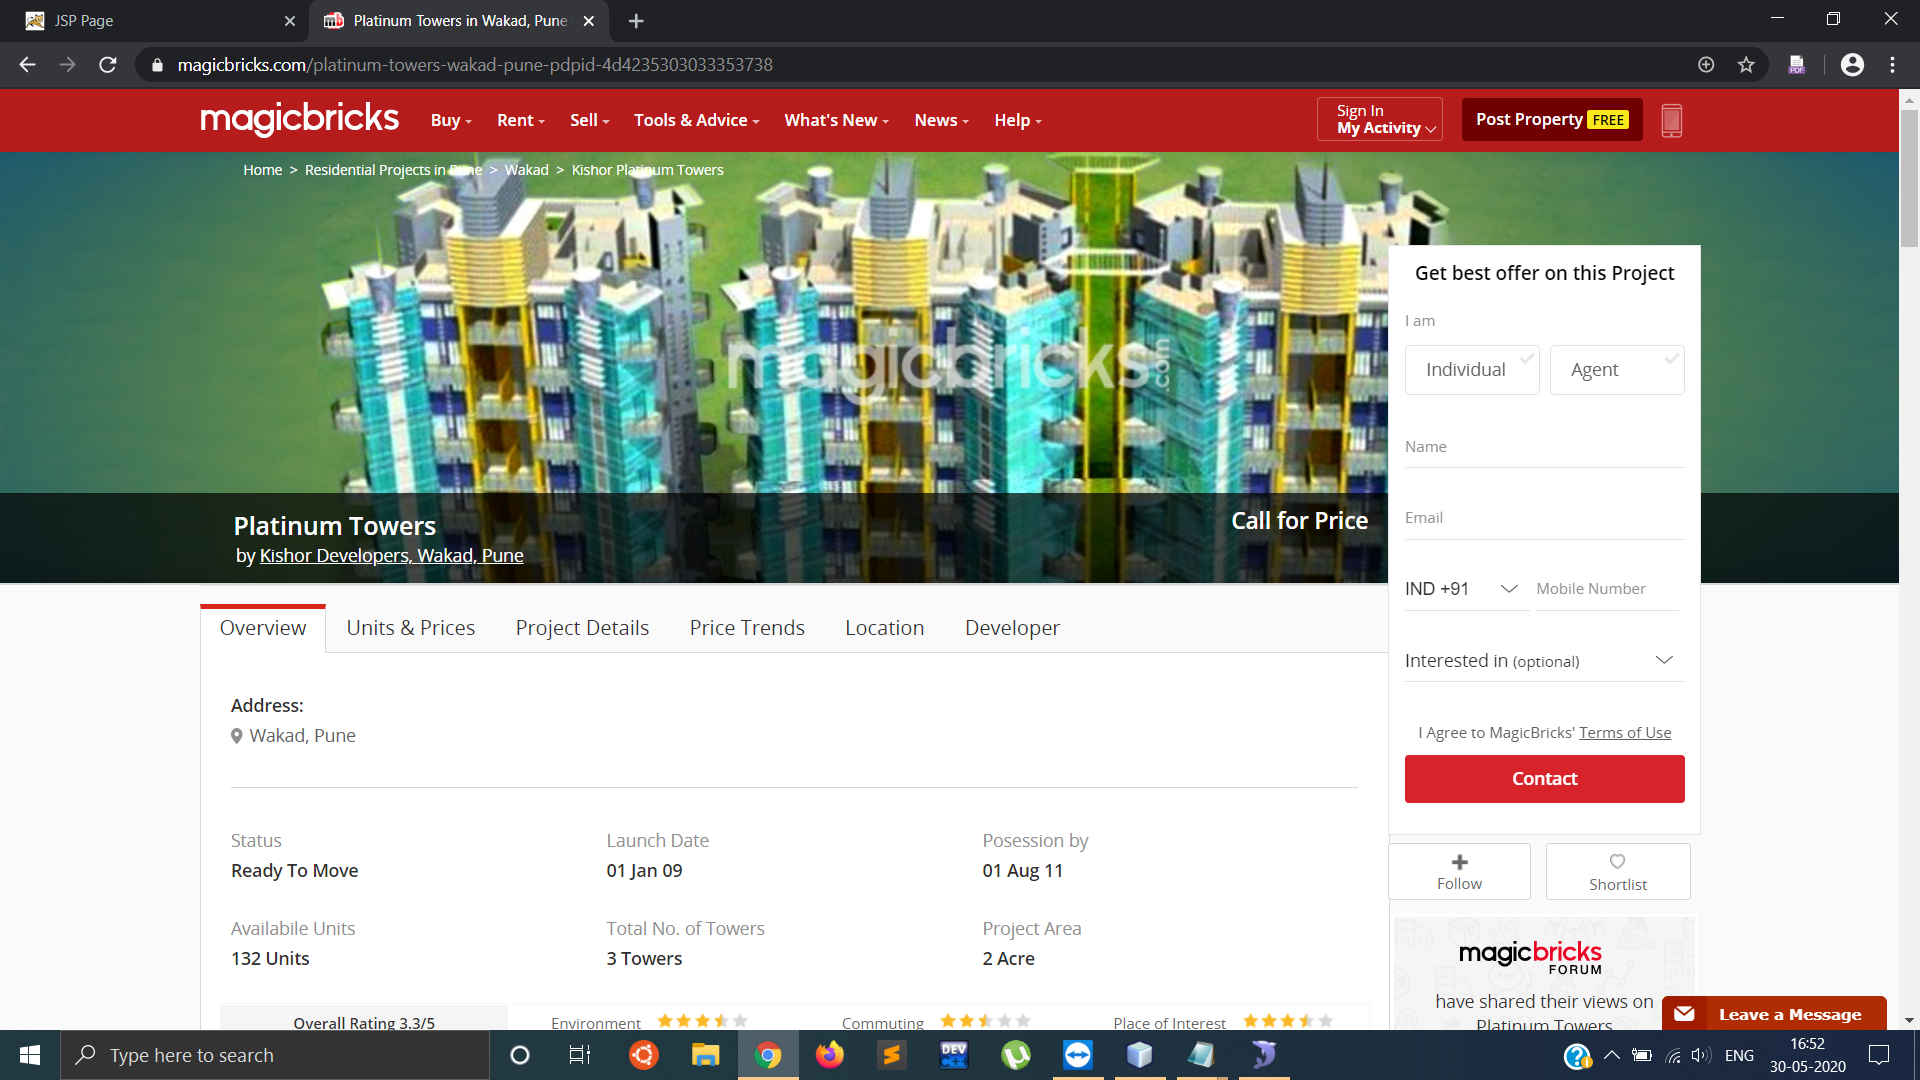 JSP Page
Platinum Towers in Wakad, Pune
magicbricks.com/platinum-towers-wakad-pune-pdpid-4d4235303033353738
magicbricks
Buy
Rent
Sell
Tools & Advice
What's New
News
Help
Sign In
My Activity
Post Property FREE
Home > Residential Projects in Pune > Wakad > Kishor Platinum Towers
magicbricks.com
Platinum Towers
by Kishor Developers, Wakad, Pune
Call for Price
Get best offer on this Project
I am
Individual
Agent
Name
Email
IND +91
Mobile Number
Interested in (optional)
I Agree to MagicBricks' Terms of Use
Contact
Follow
Shortlist
Overview
Units & Prices
Project Details
Price Trends
Location
Developer
Address:
Wakad, Pune
Status
Launch Date
Posession by
Ready To Move
01 Jan 09
01 Aug 11
Availabile Units
Total No. of Towers
Project Area
132 Units
3 Towers
2 Acre
Overall Rating 3.3/5
Environment
Commuting
Place of Interest
magicbricks
FORUM
have shared their views on
Platinum Towers
Leave a Message
Type here to search
DEV
C++
ENG
16:52
30-05-2020